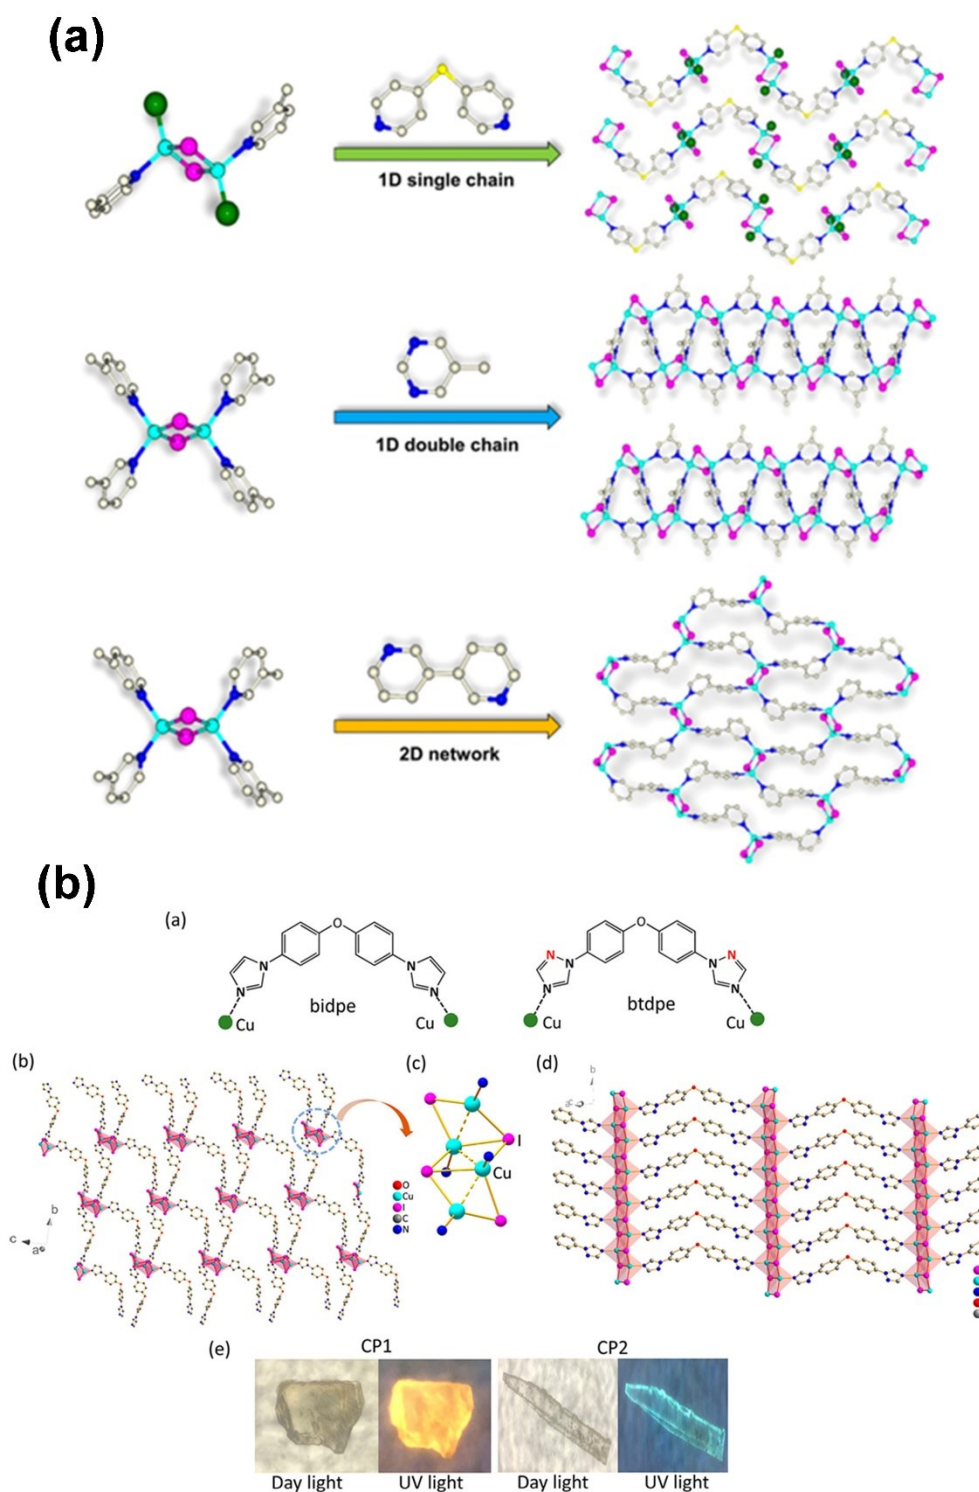 (a)
1D single chain
1D double chain
2D network
(b)
(a)
O
O
N
N
N
N
N
N
N
N
N
N
Cu
bidpe
Cu
Cu
btdpe
Cu
(b)
(c)
(d)
b
c
a
I
Cu
O
Cu
I
C
N
b
a
c
(e)
CP1
CP2
Day light
UV light
Day light
UV light